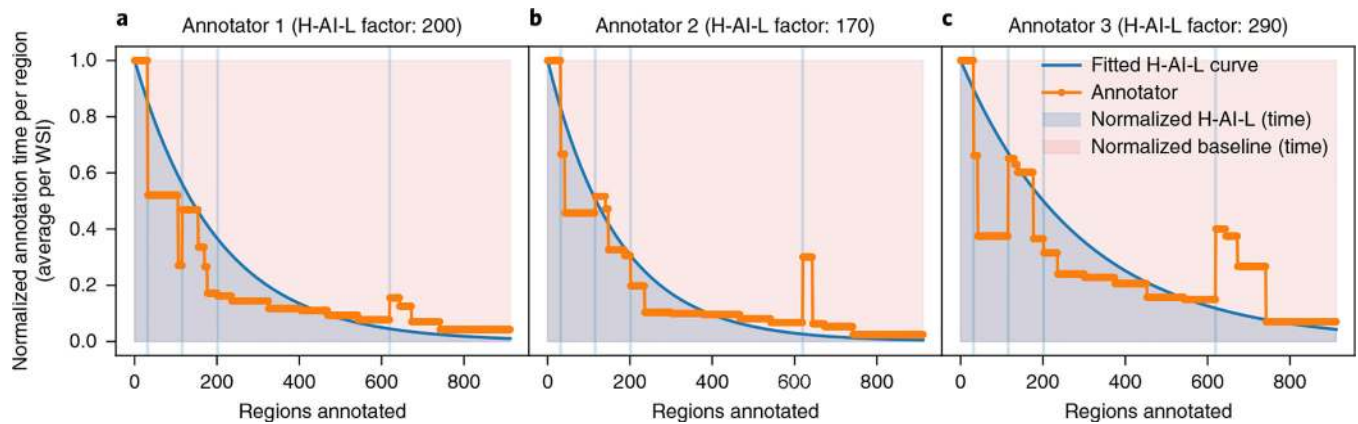 a Annotator 1 (H-AI-L factor: 200)
b Annotator 2 (H-AI-L factor: 170)
c Annotator 3 (H-AI-L factor: 290)
Normalized annotation time per region
(average per WSI)
1.0
0.8
0.6
0.4
0.2
0.0
Fitted H-AI-L curve
Annotator
Normalized H-AI-L (time)
Normalized baseline (time)
0 200 400 600 800
0 200 400 600 800
0 200 400 600 800
Regions annotated
Regions annotated
Regions annotated